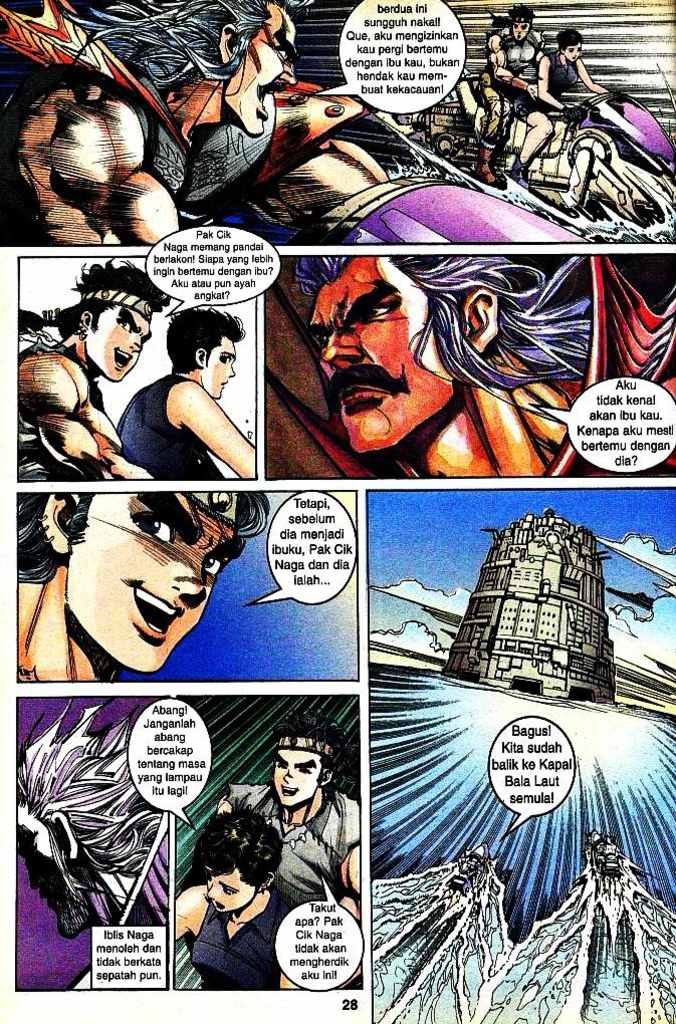 berdua ini
sungguh nakal!
Que, aku mengizinkan
kau pergi bertemu
dengan ibu kau, bukan
hendak kau mem-
buat kekacauan!
Pak Cik
Naga memang pandai
berlakon! Siapa yang lebih
ingin bertemu dengan ibu?
Aku atau pun ayah
angkat?
Aku
tidak kenal
akan ibu kau.
Kenapa aku mesti
bertemu dengan
dia?
Tetapi,
sebelum
dia menjadi
ibuku, Pak Cik
Naga dan dia
ialah...
Abang!
Janganlah
abang
bercakap
tentang masa
yang lampau
itu lagi!
Iblis Naga
menoleh dan
tidak berkata
sepatah pun.
Takut
apa? Pak
Cik Naga
tidak akan
mengherdik
aku ini!
Bagus!
Kita sudah
balik ke Kapal
Bala Laut
semula!
28